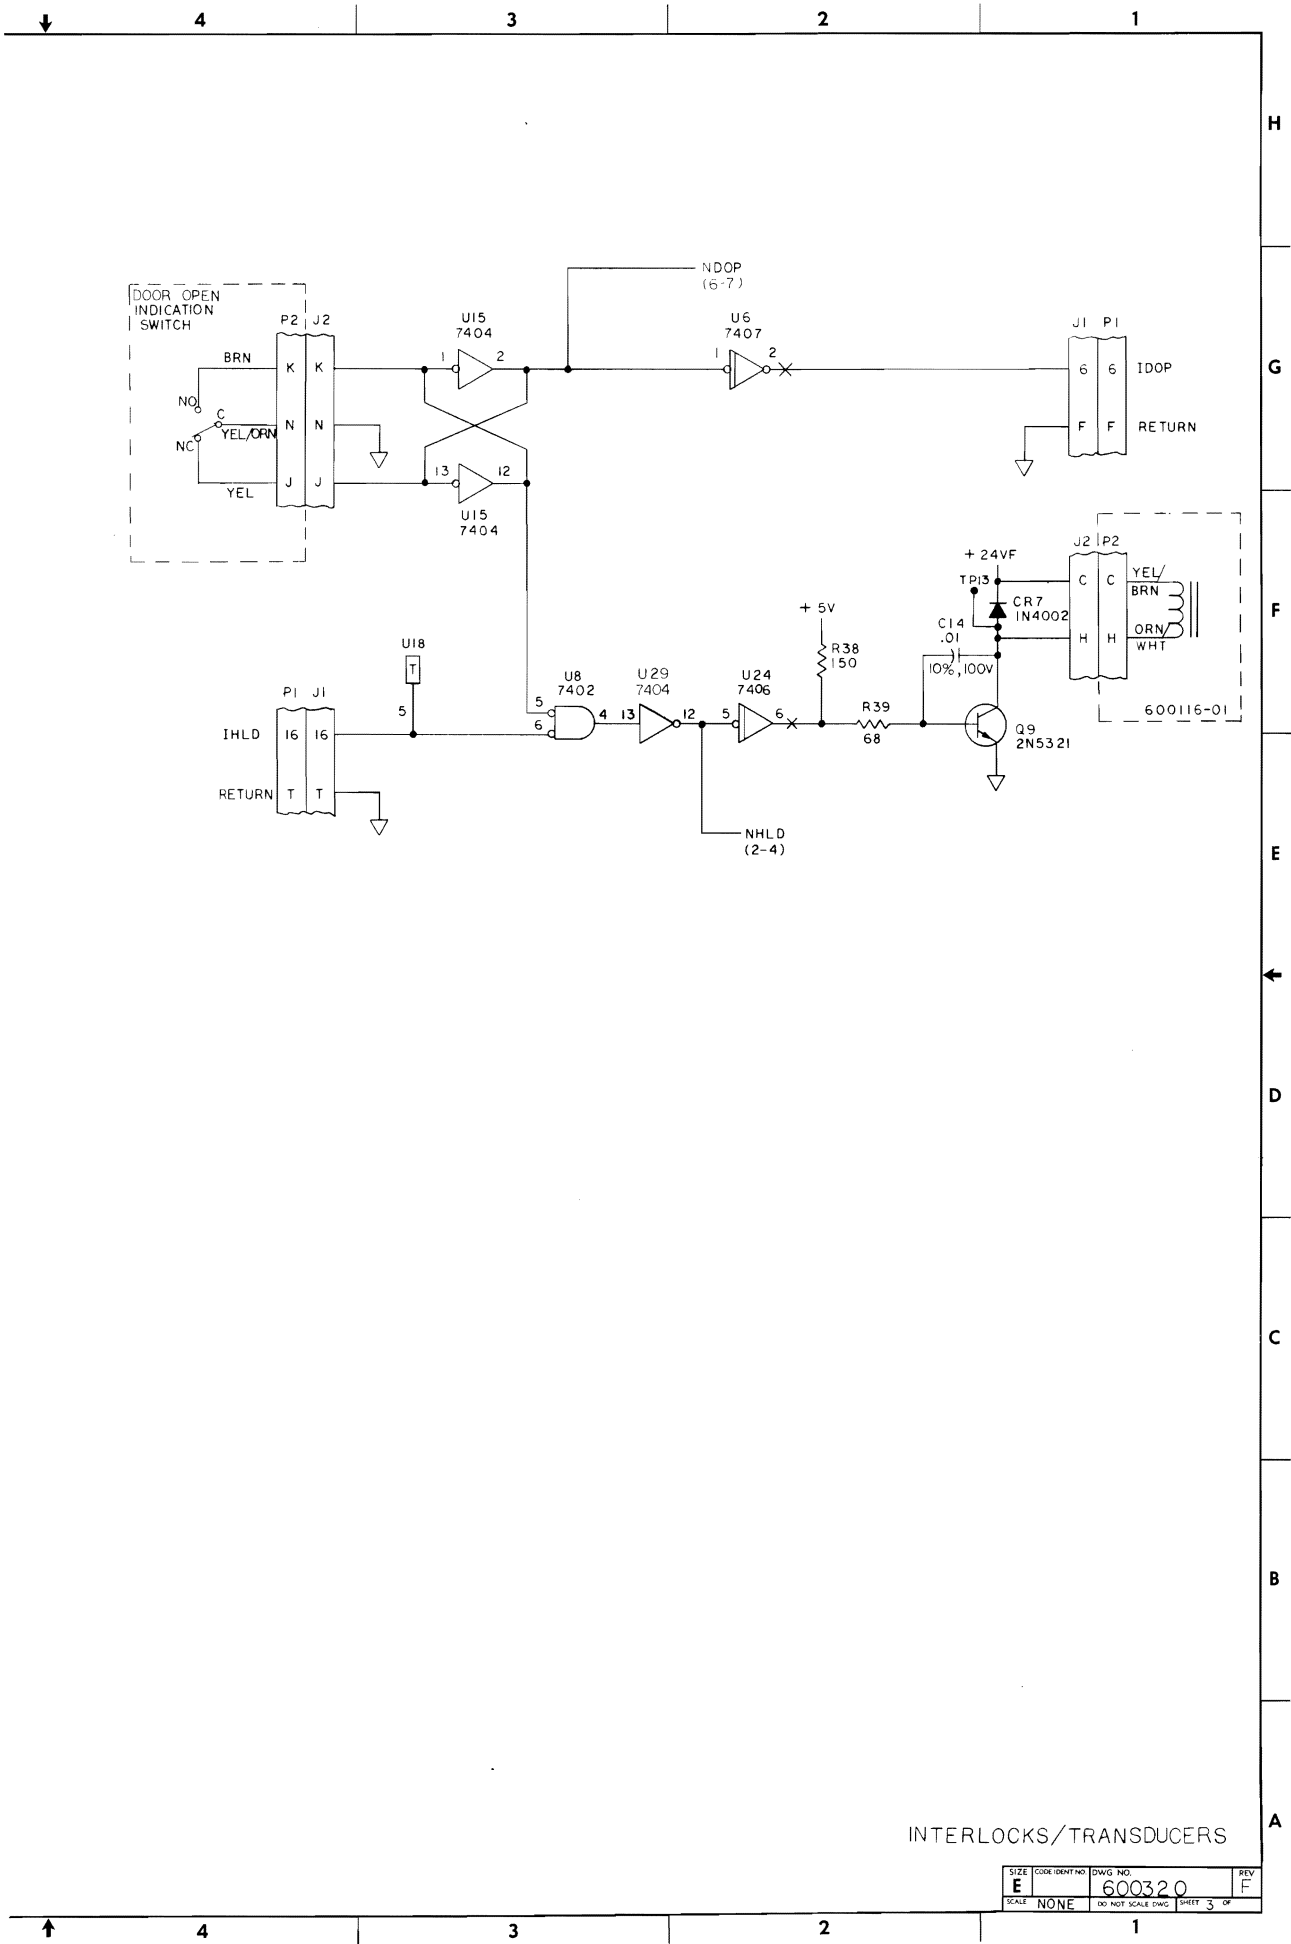 4 3 2 1
H
NDOP
(6-7)
DOOR OPEN
INDICATION
SWITCH
P2 J2
U15
7404
U6
7407
J1 P1
BRN
K K
1 2
1 2
6 6 IDOP
G
NO
C
YEL/ORN
N N
NC
F F RETURN
YEL
J J
13 12
U15
7404
J2 P2
+ 24VF
TP13
C C
YEL/
BRN
CR7
1N4002
F
+ 5V
C14
.01
10%, 100V
H H
ORN/
WHT
R38
150
U18
T
5
U8
7402
U29
7404
U24
7406
R39
68
600116-01
P1 J1
5
6
4 13 12 5 6
IHLD 16 16
Q9
2N5321
RETURN T T
NHLD
(2-4)
E
D
C
B
A
INTERLOCKS/TRANSDUCERS
SIZE CODE IDENT NO. DWG NO. REV
E 600320 F
SCALE NONE DO NOT SCALE DWG SHEET 3 OF
4 3 2 1